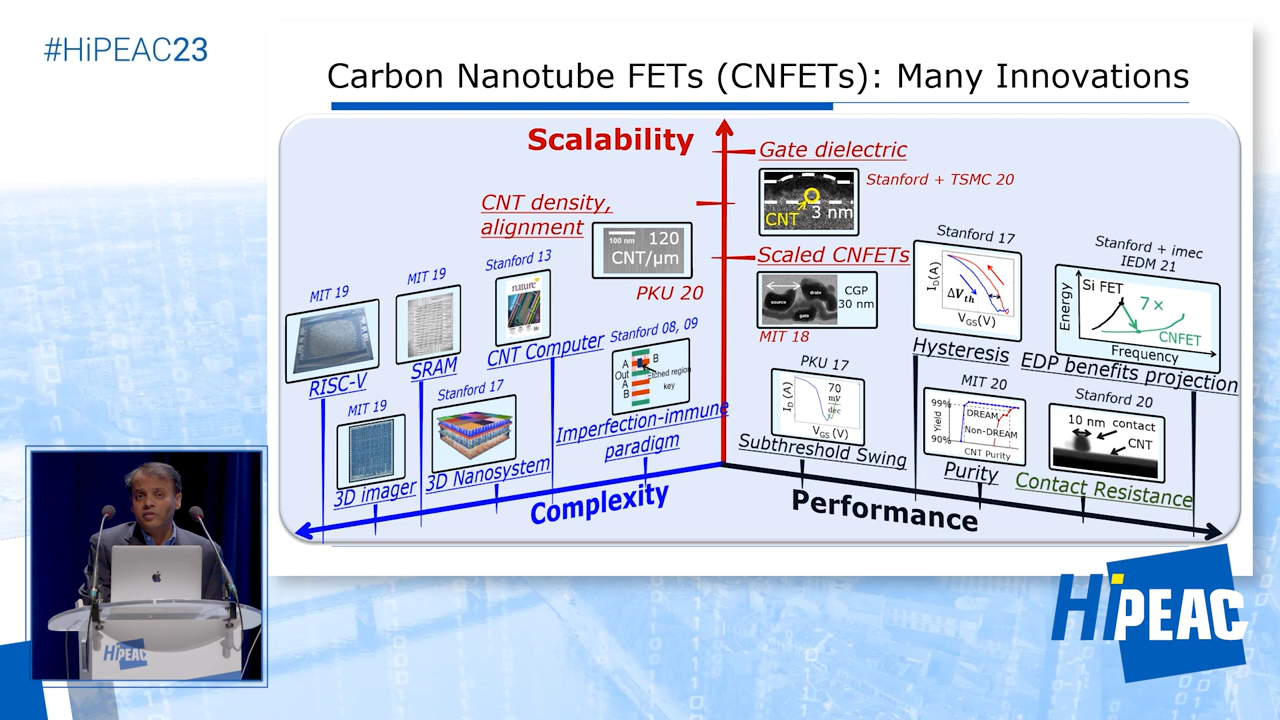 #HiPEAC23
Carbon Nanotube FETs (CNFETs): Many Innovations
Scalability
Gate dielectric
Stanford + TSMC 20
CNT
3 nm
CNT density,
alignment
100 nm
120
CNT/µm
PKU 20
Scaled CNFETs
source
drain
gate
CGP
30 nm
MIT 18
MIT 19
RISC-V
MIT 19
SRAM
Stanford 13
nature
CNT Computer
Stanford 08, 09
A
B
Out
A
B
Etched region
key
Imperfection-immune
paradigm
MIT 19
3D imager
Stanford 17
3D Nanosystem
Complexity
PKU 17
I_D (A)
70
mV
dec
V_GS (V)
Subthreshold Swing
Stanford 17
I_D(A)
ΔV_th
V_GS(V)
Hysteresis
Stanford + imec
IEDM 21
Energy
Si FET
7 ×
CNFET
Frequency
EDP benefits projection
MIT 20
Yield
99%
90%
DREAM
Non-DREAM
CNT Purity
Purity
Stanford 20
10 nm contact
CNT
Contact Resistance
Performance
HiPEAC
HiPEAC